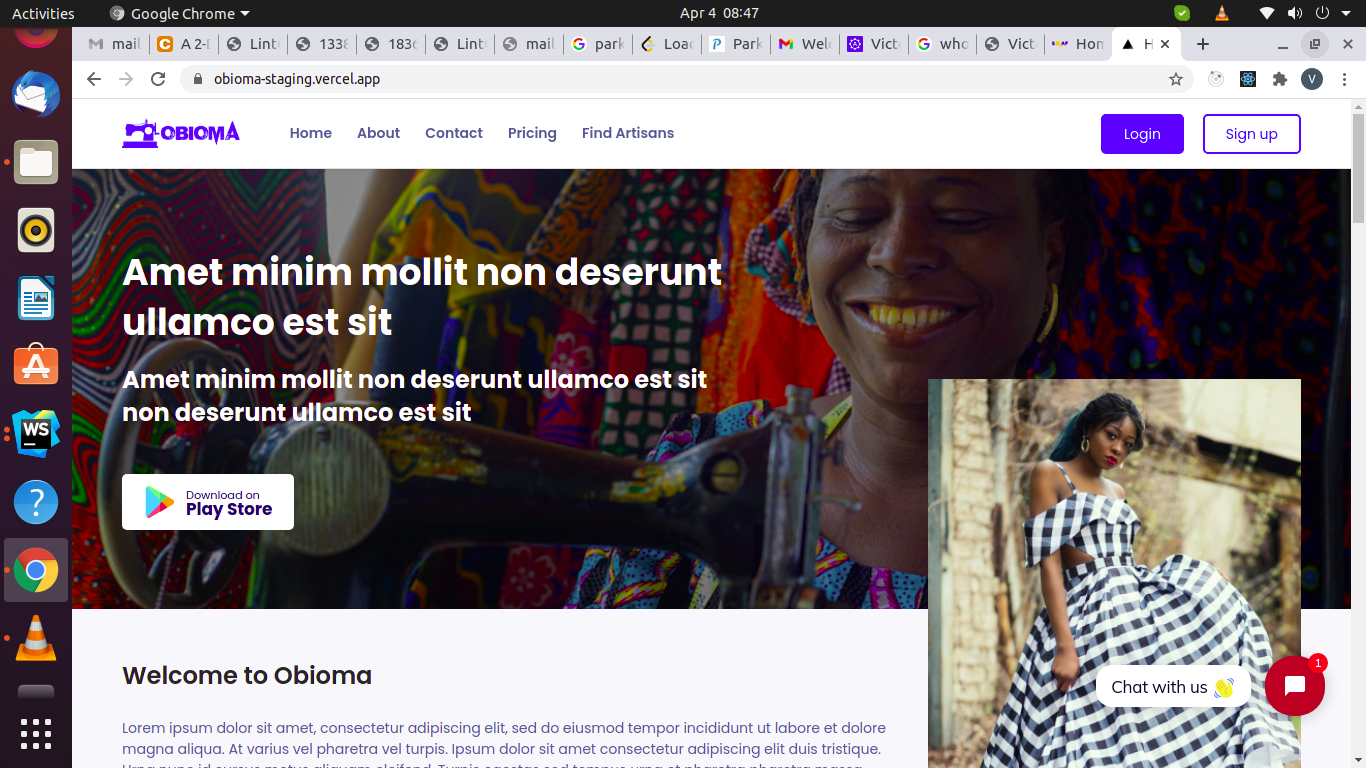 Activities
Google Chrome
Apr 4 08:47
mail
A 2-D
Lint
1338
1836
Lint
mail
park
Load
Park
Welc
Victo
who
Vict
Hon
H
obioma-staging.vercel.app
V
OBIOMA
Home
About
Contact
Pricing
Find Artisans
Login
Sign up
Amet minim mollit non deserunt
ullamco est sit
Amet minim mollit non deserunt ullamco est sit
non deserunt ullamco est sit
Download on
Play Store
WS
Welcome to Obioma
Lorem ipsum dolor sit amet, consectetur adipiscing elit, sed do eiusmod tempor incididunt ut labore et dolore
magna aliqua. At varius vel pharetra vel turpis. Ipsum dolor sit amet consectetur adipiscing elit duis tristique.
Chat with us
1